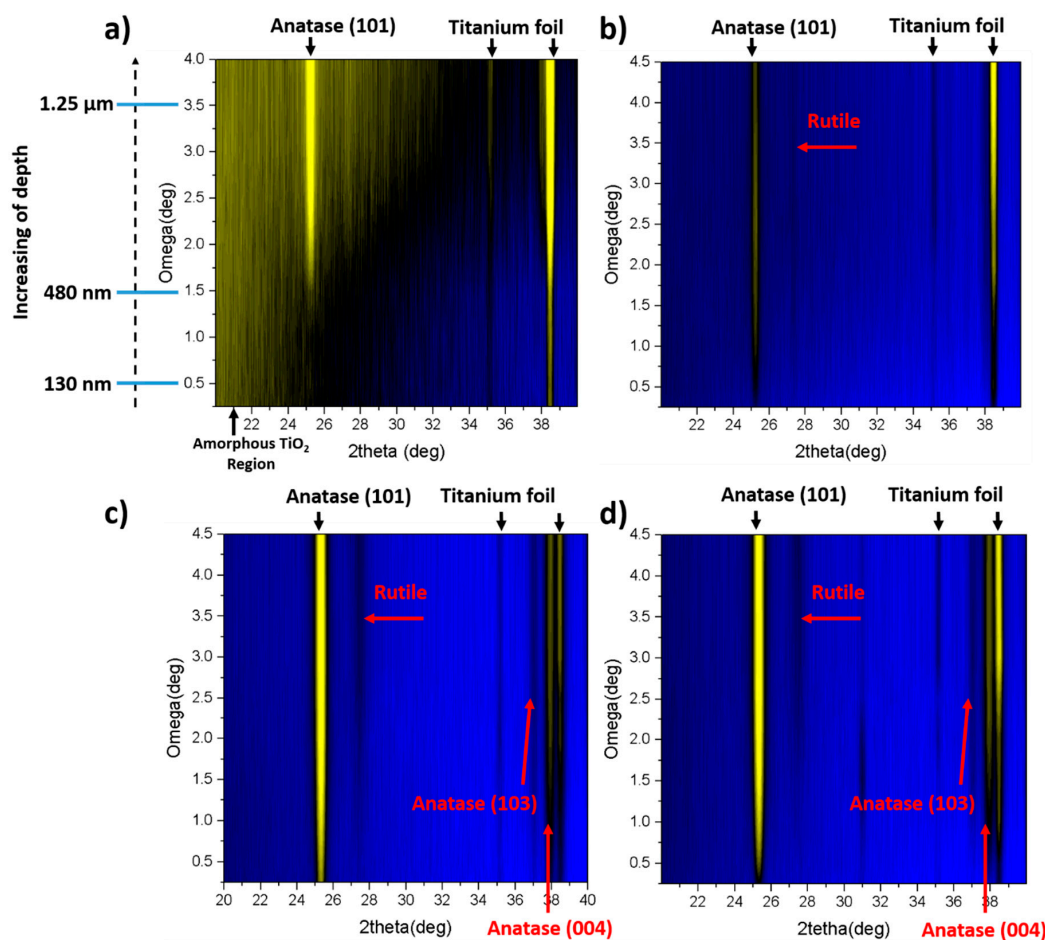 a)
Anatase (101)
Titanium foil
4.0
3.5
3.0
2.5
2.0
1.5
1.0
0.5
Omega(deg)
Increasing of depth
1.25 µm
480 nm
130 nm
22 24 26 28 30 32 34 36 38
2theta (deg)
Amorphous TiO₂
Region
b)
Anatase (101)
Titanium foil
4.5
4.0
3.5
3.0
2.5
2.0
1.5
1.0
0.5
Omega(deg)
Rutile
22 24 26 28 30 32 34 36 38
2theta(deg)
c)
Anatase (101)
Titanium foil
4.5
4.0
3.5
3.0
2.5
2.0
1.5
1.0
0.5
Omega(deg)
Rutile
Anatase (103)
20 22 24 26 28 30 32 34 36 38 40
2theta(deg)
Anatase (004)
d)
Anatase (101)
Titanium foil
4.5
4.0
3.5
3.0
2.5
2.0
1.5
1.0
0.5
Omega(deg)
Rutile
Anatase (103)
22 24 26 28 30 32 34 36 38
2tetha(deg)
Anatase (004)